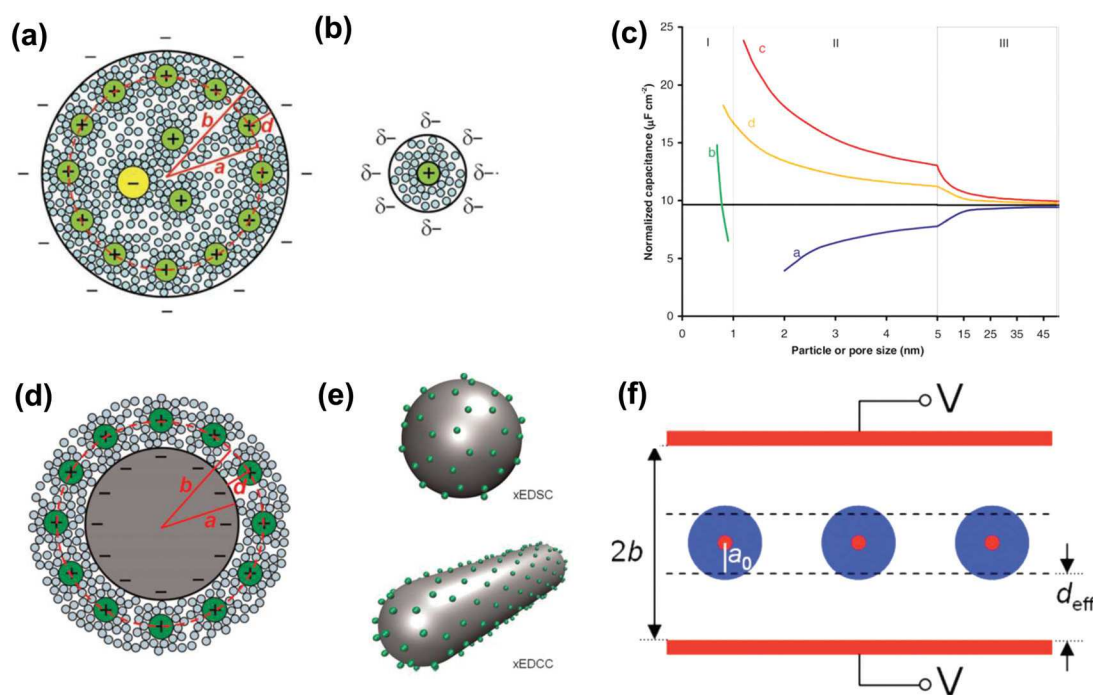 (a)
b
d
a
(b)
δ− δ− δ−
δ− δ−
δ− δ−
δ−
(c)
Normalized capacitance (µF cm⁻²)
25
20
15
10
5
0
I II III
c
d
b
a
0 1 2 3 4 5 15 25 35 45
Particle or pore size (nm)
(d)
b
d
a
(e)
xEDSC
xEDCC
(f)
V
2b
a₀
d_eff
V